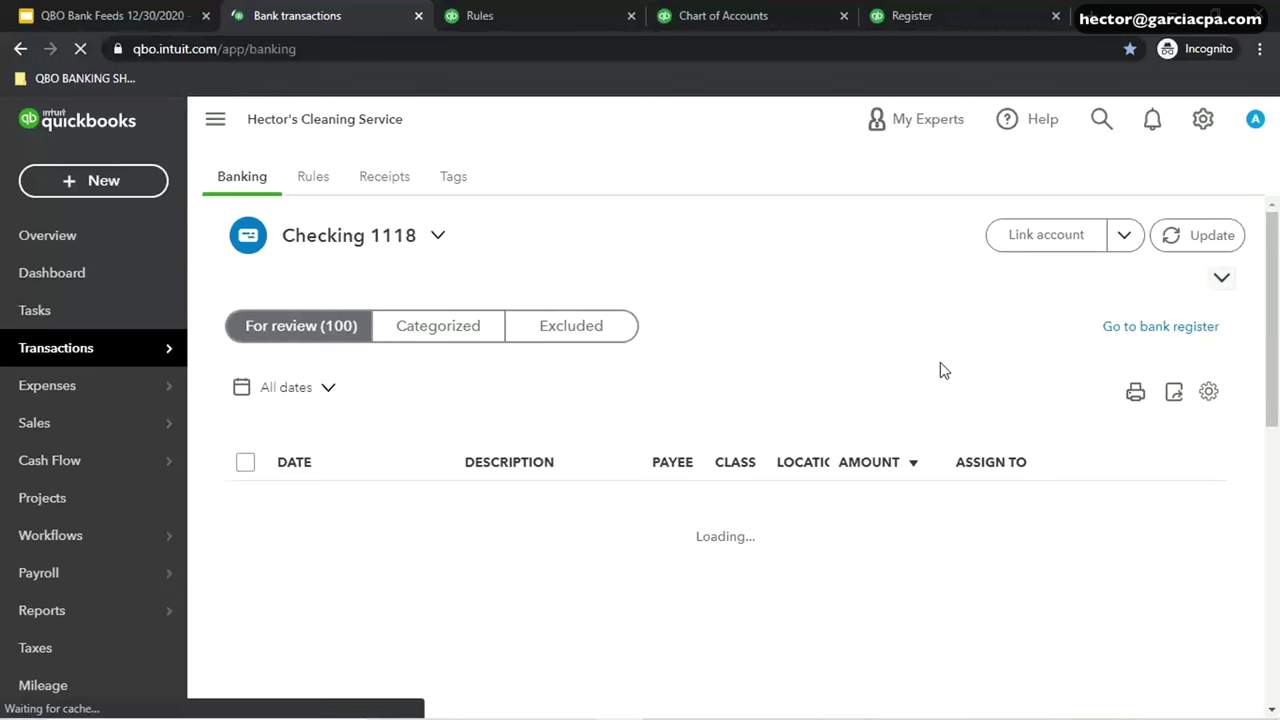 QBO Bank Feeds 12/30/2020 -
Bank transactions
Rules
Chart of Accounts
Register
hector@garciacpa.com
qbo.intuit.com/app/banking
Incognito
QBO BANKING SH...
qb intuit quickbooks
Hector's Cleaning Service
My Experts
Help
A
+ New
Banking
Rules
Receipts
Tags
Overview
Dashboard
Tasks
Transactions
Expenses
Sales
Cash Flow
Projects
Workflows
Payroll
Reports
Taxes
Mileage
Checking 1118
Link account
Update
For review (100)
Categorized
Excluded
Go to bank register
All dates
DATE
DESCRIPTION
PAYEE
CLASS
LOCATIC
AMOUNT
ASSIGN TO
Loading...
Waiting for cache...